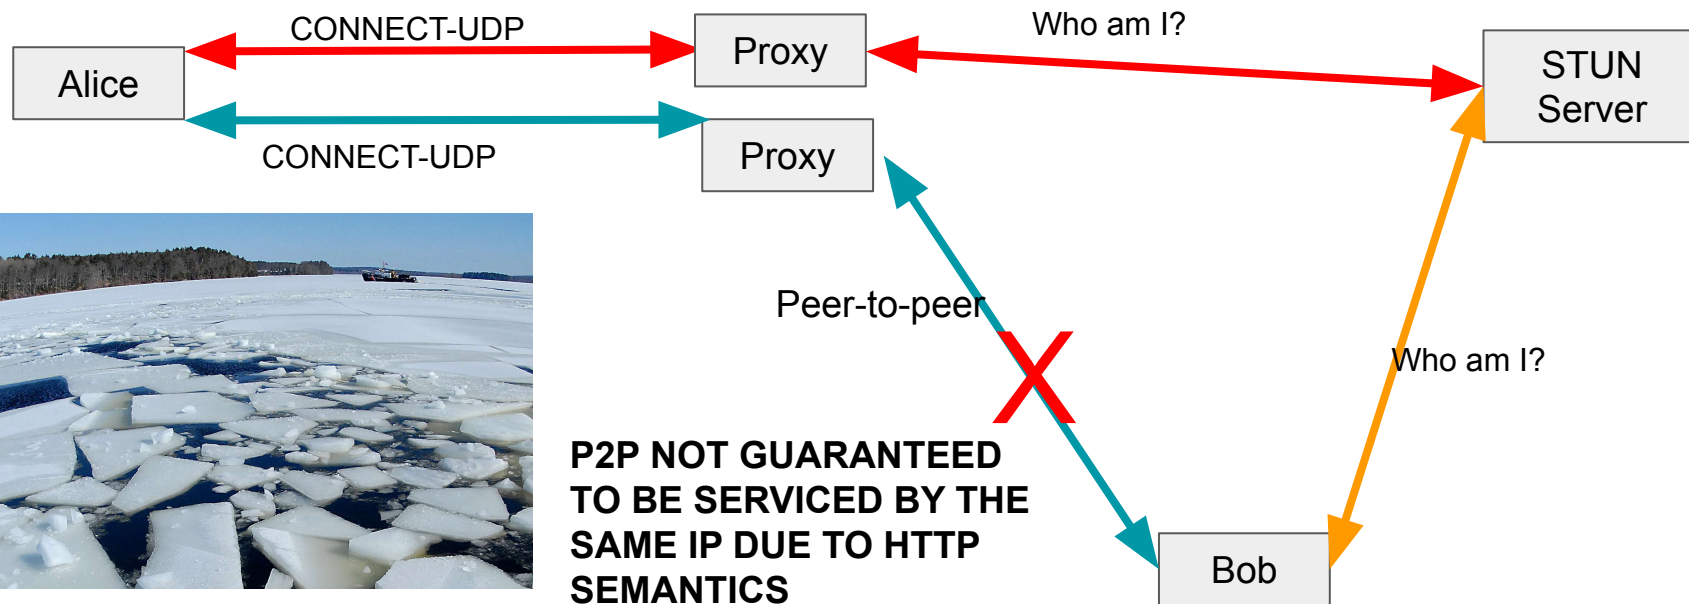 CONNECT-UDP
Who am I?
Alice
Proxy
STUN
Server
CONNECT-UDP
Proxy
Peer-to-peer
X
Who am I?
P2P NOT GUARANTEED
TO BE SERVICED BY THE
SAME IP DUE TO HTTP
SEMANTICS
Bob